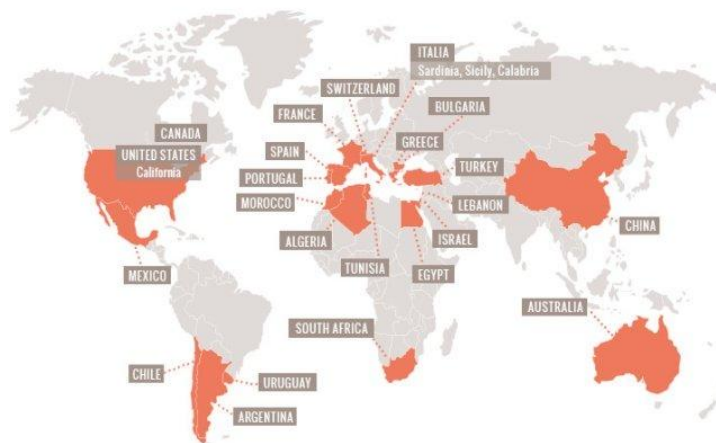 ITALIA
Sardinia, Sicily, Calabria
SWITZERLAND
BULGARIA
FRANCE
CANADA
GREECE
UNITED STATES
California
SPAIN
TURKEY
PORTUGAL
MOROCCO
LEBANON
CHINA
ALGERIA
ISRAEL
TUNISIA
EGYPT
MEXICO
AUSTRALIA
SOUTH AFRICA
CHILE
URUGUAY
ARGENTINA